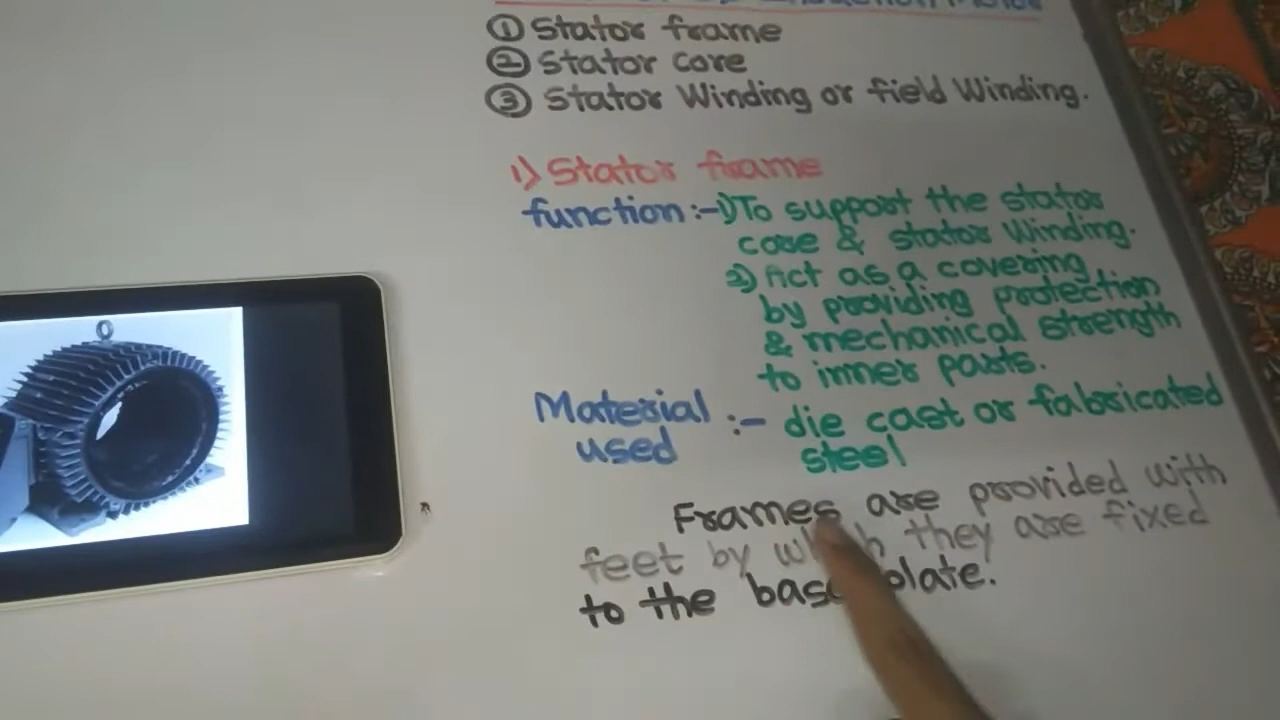 ① Stator frame
② Stator core
③ Stator Winding or field Winding.
1) Stator frame
function :- 1) To support the stator
core & stator Winding.
2) Act as a covering
by providing protection
& mechanical strength
to inner parts.
Material used :- die cast or fabricated
steel
Frames are provided with
feet by which they are fixed
to the base plate.